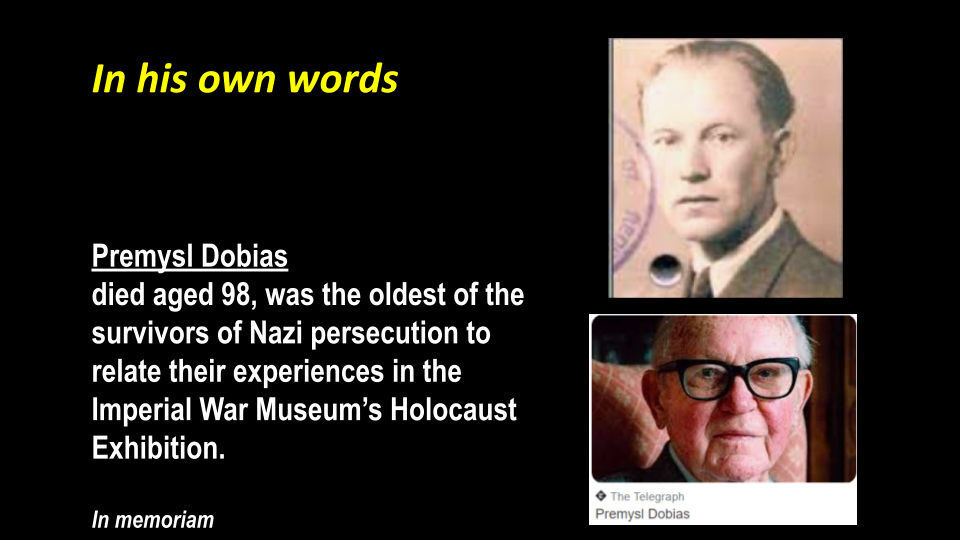 In his own words
Premysl Dobias
died aged 98, was the oldest of the
survivors of Nazi persecution to
relate their experiences in the
Imperial War Museum’s Holocaust
Exhibition.
In memoriam
The Telegraph
Premysl Dobias